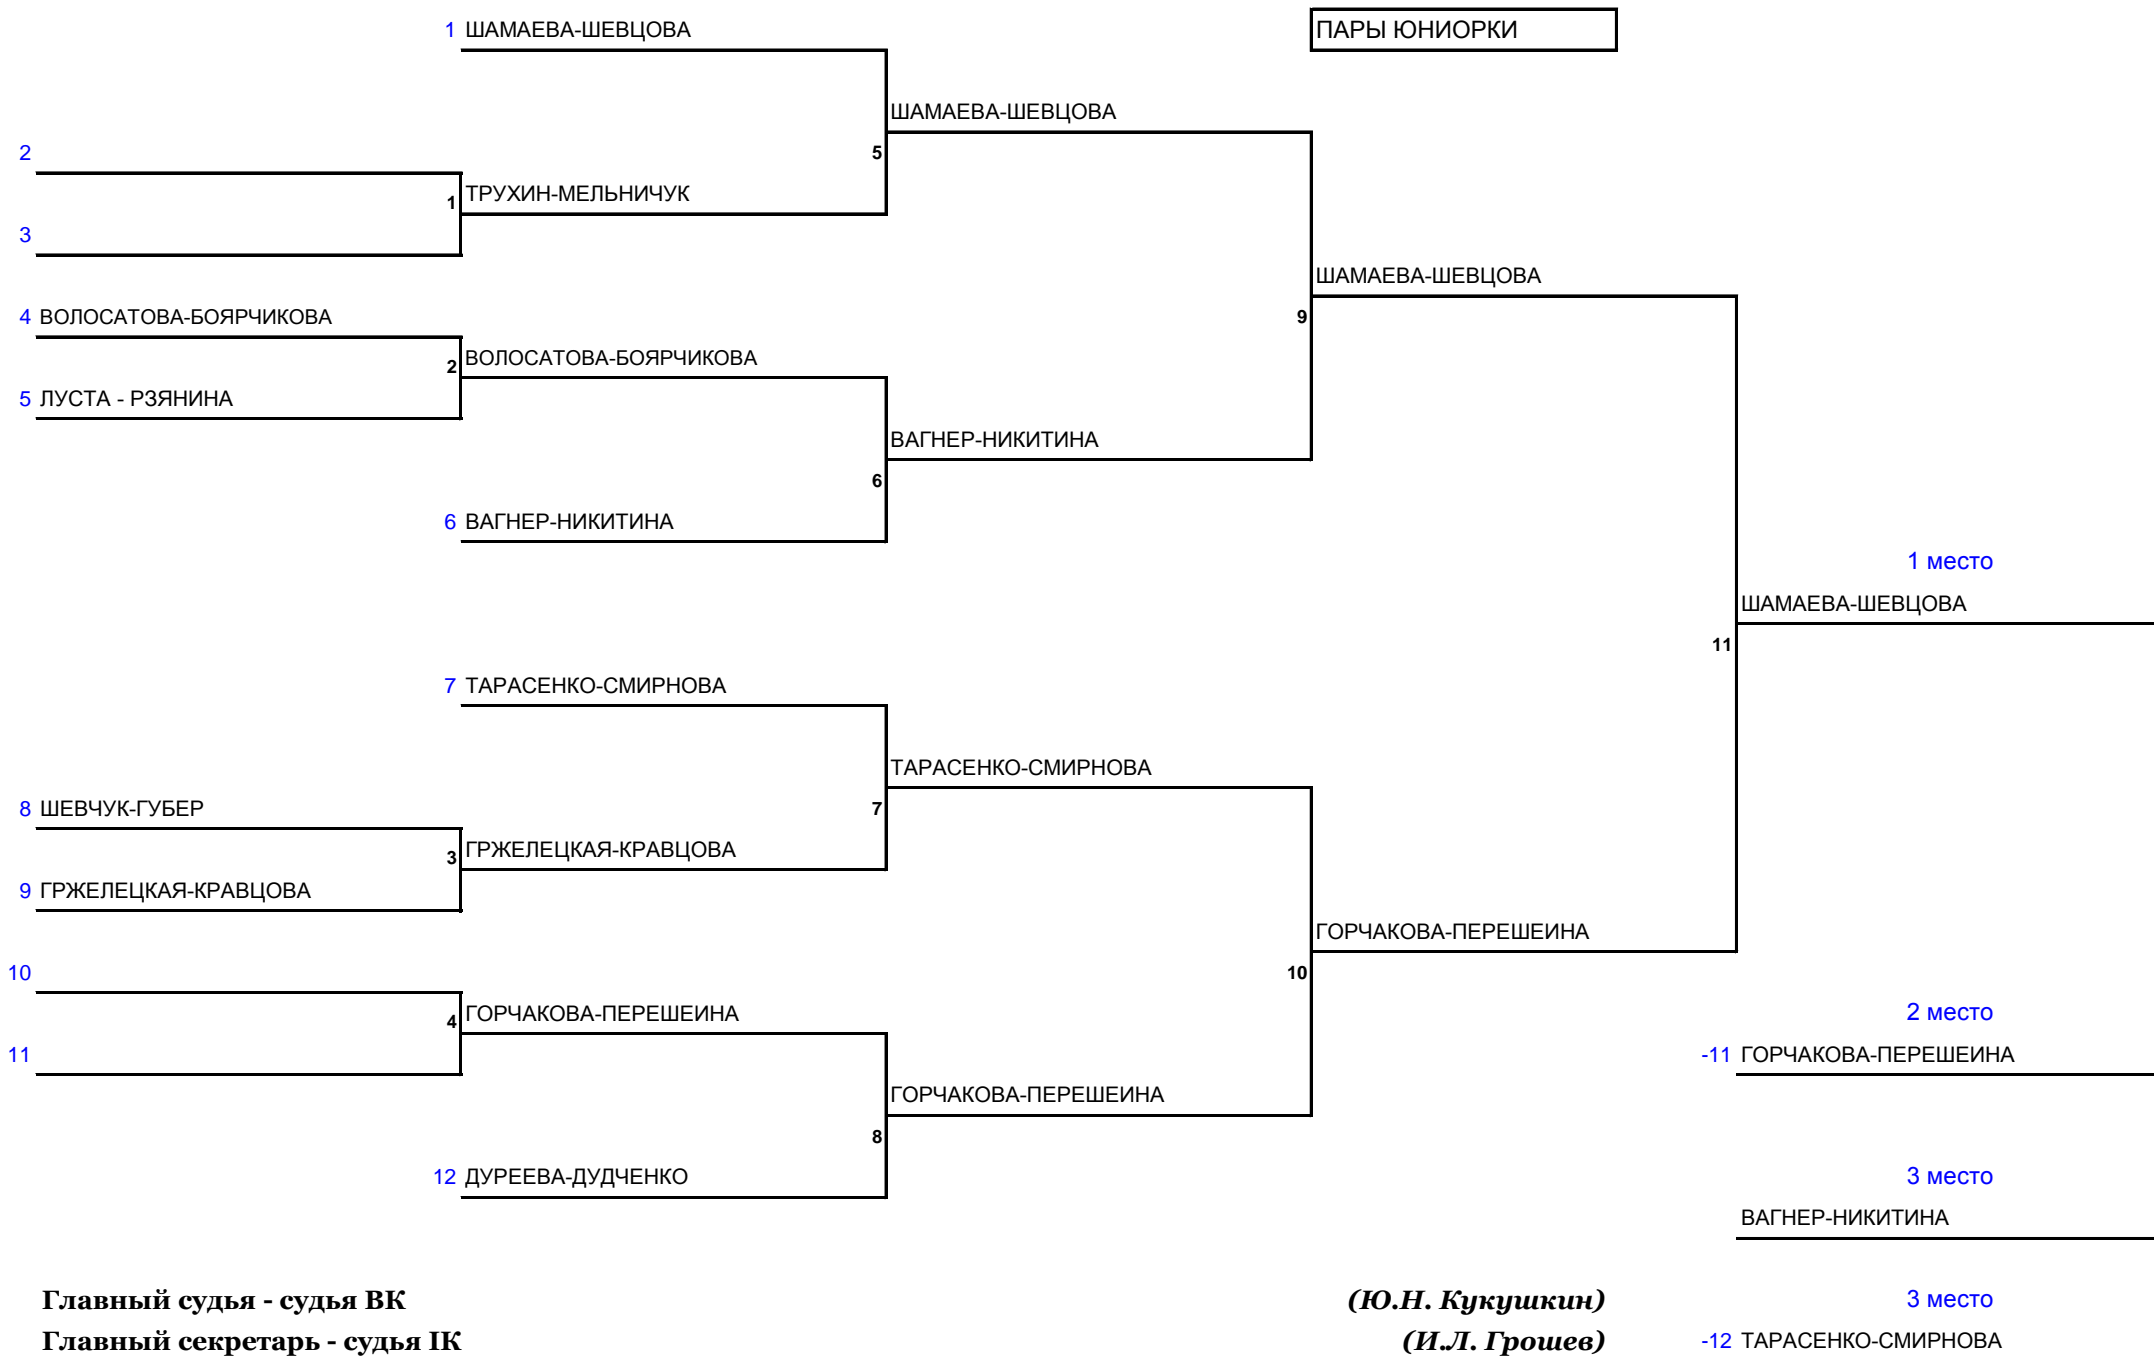 1 ШАМАЕВА-ШЕВЦОВА
ПАРЫ ЮНИОРКИ
ШАМАЕВА-ШЕВЦОВА
2
5
1 ТРУХИН-МЕЛЬНИЧУК
3
ШАМАЕВА-ШЕВЦОВА
4 ВОЛОСАТОВА-БОЯРЧИКОВА
9
2 ВОЛОСАТОВА-БОЯРЧИКОВА
5 ЛУСТА - РЗЯНИНА
ВАГНЕР-НИКИТИНА
6
6 ВАГНЕР-НИКИТИНА
1 место
ШАМАЕВА-ШЕВЦОВА
11
7 ТАРАСЕНКО-СМИРНОВА
ТАРАСЕНКО-СМИРНОВА
8 ШЕВЧУК-ГУБЕР
7
3 ГРЖЕЛЕЦКАЯ-КРАВЦОВА
9 ГРЖЕЛЕЦКАЯ-КРАВЦОВА
ГОРЧАКОВА-ПЕРЕШЕИНА
10
10
4 ГОРЧАКОВА-ПЕРЕШЕИНА
2 место
11
-11 ГОРЧАКОВА-ПЕРЕШЕИНА
ГОРЧАКОВА-ПЕРЕШЕИНА
8
12 ДУРЕЕВА-ДУДЧЕНКО
3 место
ВАГНЕР-НИКИТИНА
Главный судья - судья ВК (Ю.Н. Кукушкин)
3 место
Главный секретарь - судья IК (И.Л. Грошев)
-12 ТАРАСЕНКО-СМИРНОВА